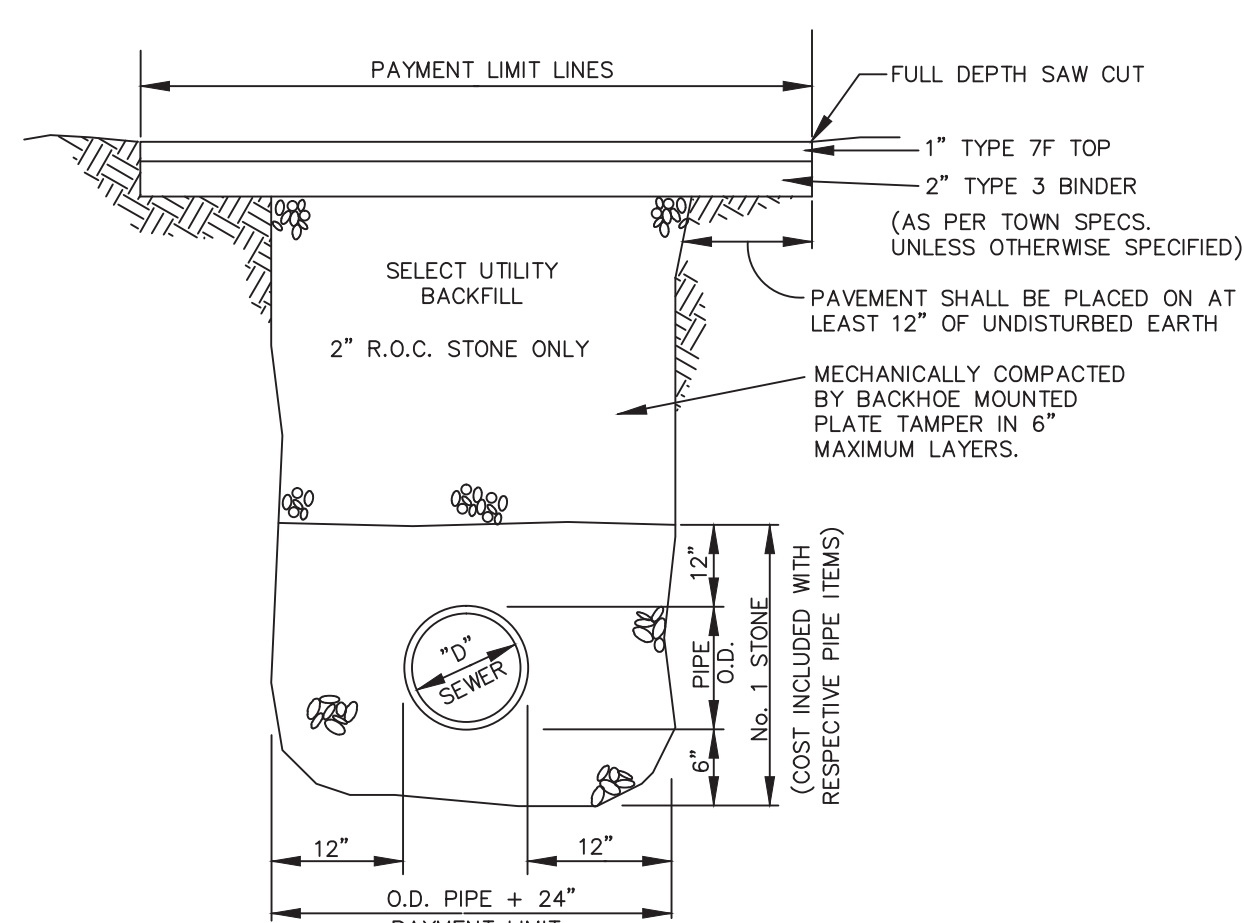 PAYMENT LIMIT LINES
FULL DEPTH SAW CUT
1” TYPE 7F TOP
2” TYPE 3 BINDER
(AS PER TOWN SPECS.
UNLESS OTHERWISE SPECIFIED)
SELECT UTILITY
BACKFILL
2” R.O.C. STONE ONLY
PAVEMENT SHALL BE PLACED ON AT
LEAST 12” OF UNDISTURBED EARTH
MECHANICALLY COMPACTED
BY BACKHOE MOUNTED
PLATE TAMPER IN 6”
MAXIMUM LAYERS.
12”
PIPE
O.D.
6”
No. 1 STONE
(COST INCLUDED WITH
RESPECTIVE PIPE ITEMS)
”D”
SEWER
12”
12”
O.D. PIPE + 24”
PAYMENT LIMIT